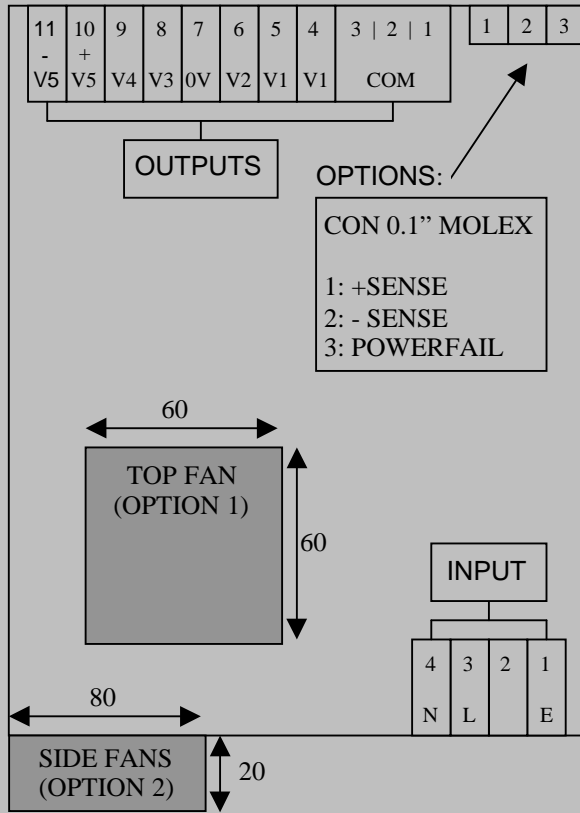 11 10 9 8 7 6 5 4 3 | 2 | 1
- +
V5 V5 V4 V3 0V V2 V1 V1 COM
1 2 3
OUTPUTS
OPTIONS:
CON 0.1” MOLEX
1: +SENSE
2: - SENSE
3: POWERFAIL
60
TOP FAN
(OPTION 1)
60
INPUT
4 3 2 1
N L E
80
SIDE FANS
(OPTION 2)
20